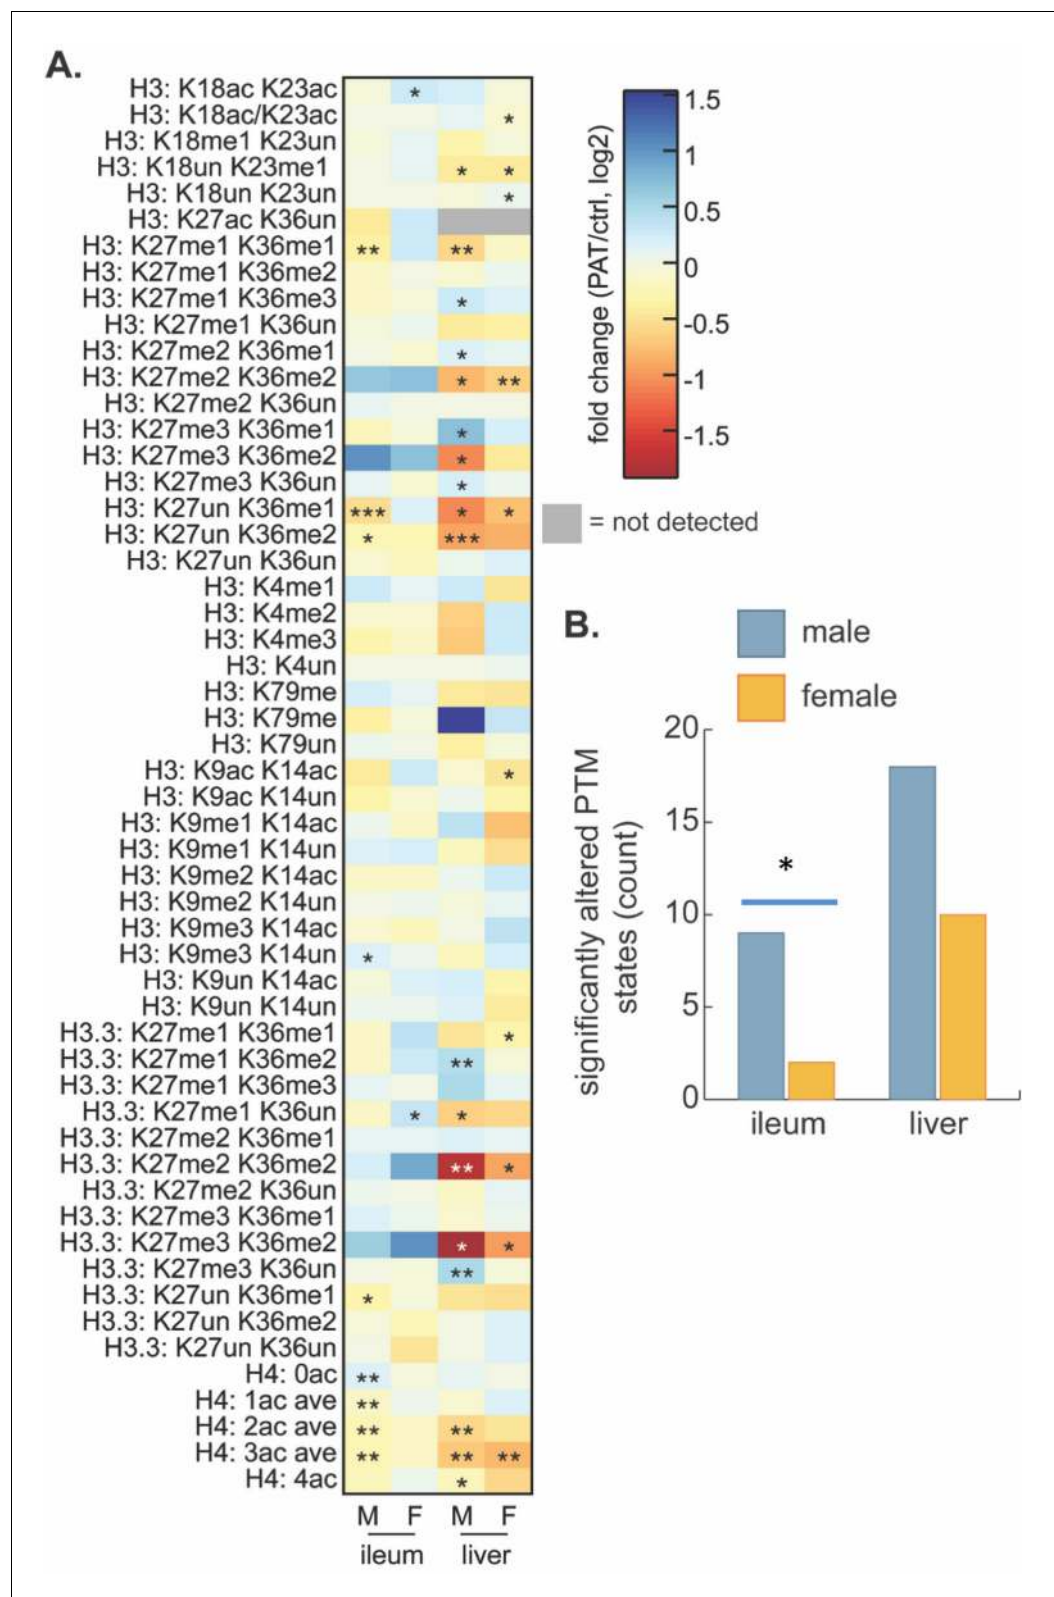 A.
H3: K18ac K23ac *
H3: K18ac/K23ac *
H3: K18me1 K23un
H3: K18un K23me1 * *
H3: K18un K23un *
H3: K27ac K36un
H3: K27me1 K36me1 ** **
H3: K27me1 K36me2
H3: K27me1 K36me3 *
H3: K27me1 K36un
H3: K27me2 K36me1 *
H3: K27me2 K36me2 * **
H3: K27me2 K36un
H3: K27me3 K36me1 *
H3: K27me3 K36me2 *
H3: K27me3 K36un *
H3: K27un K36me1 *** * *
H3: K27un K36me2 * ***
H3: K27un K36un
H3: K4me1
H3: K4me2
H3: K4me3
H3: K4un
H3: K79me
H3: K79me
H3: K79un
H3: K9ac K14ac *
H3: K9ac K14un
H3: K9me1 K14ac
H3: K9me1 K14un
H3: K9me2 K14ac
H3: K9me2 K14un
H3: K9me3 K14ac
H3: K9me3 K14un *
H3: K9un K14ac
H3: K9un K14un
H3.3: K27me1 K36me1 *
H3.3: K27me1 K36me2 **
H3.3: K27me1 K36me3
H3.3: K27me1 K36un * *
H3.3: K27me2 K36me1
H3.3: K27me2 K36me2 ** *
H3.3: K27me2 K36un
H3.3: K27me3 K36me1
H3.3: K27me3 K36me2 * *
H3.3: K27me3 K36un **
H3.3: K27un K36me1 *
H3.3: K27un K36me2
H3.3: K27un K36un
H4: 0ac **
H4: 1ac ave **
H4: 2ac ave ** **
H4: 3ac ave ** ** **
H4: 4ac *
M F M F
ileum liver
fold change (PAT/ctrl, log2)
1.5
1
0.5
0
-0.5
-1
-1.5
= not detected
B.
male
female
significantly altered PTM
states (count)
20
15
10
5
0
*
ileum liver